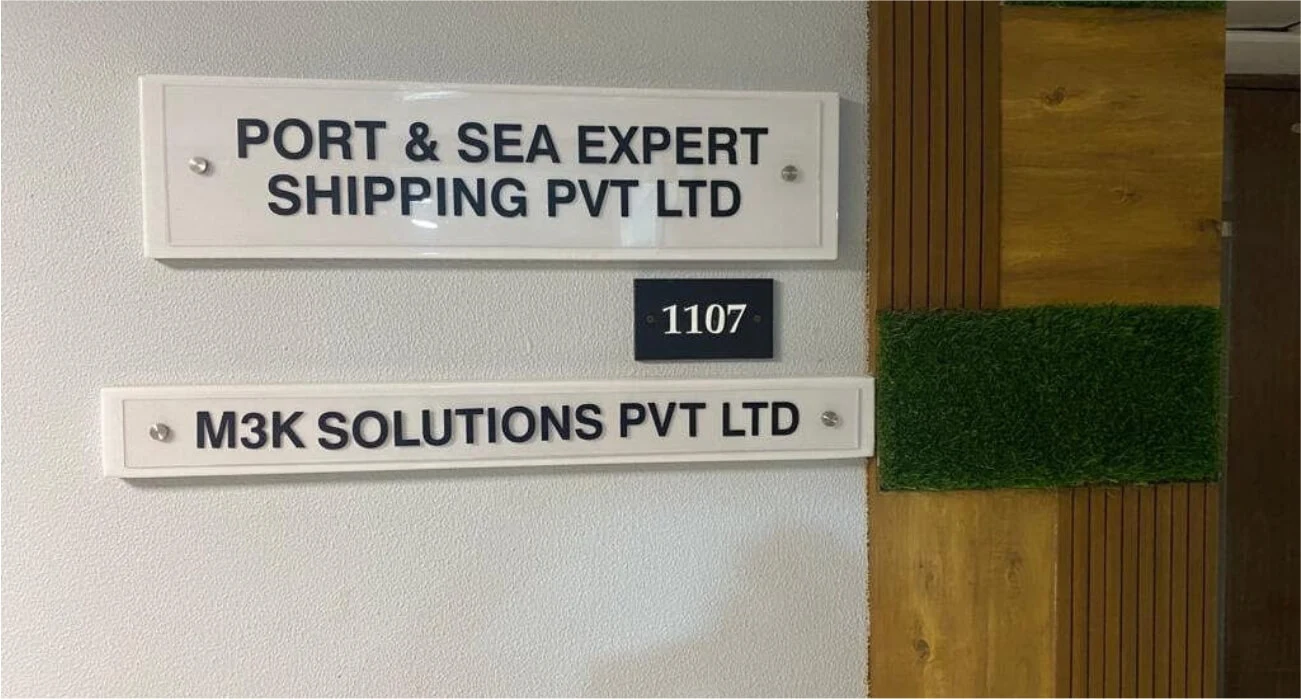 PORT & SEA EXPERT
SHIPPING PVT LTD
1107
M3K SOLUTIONS PVT LTD